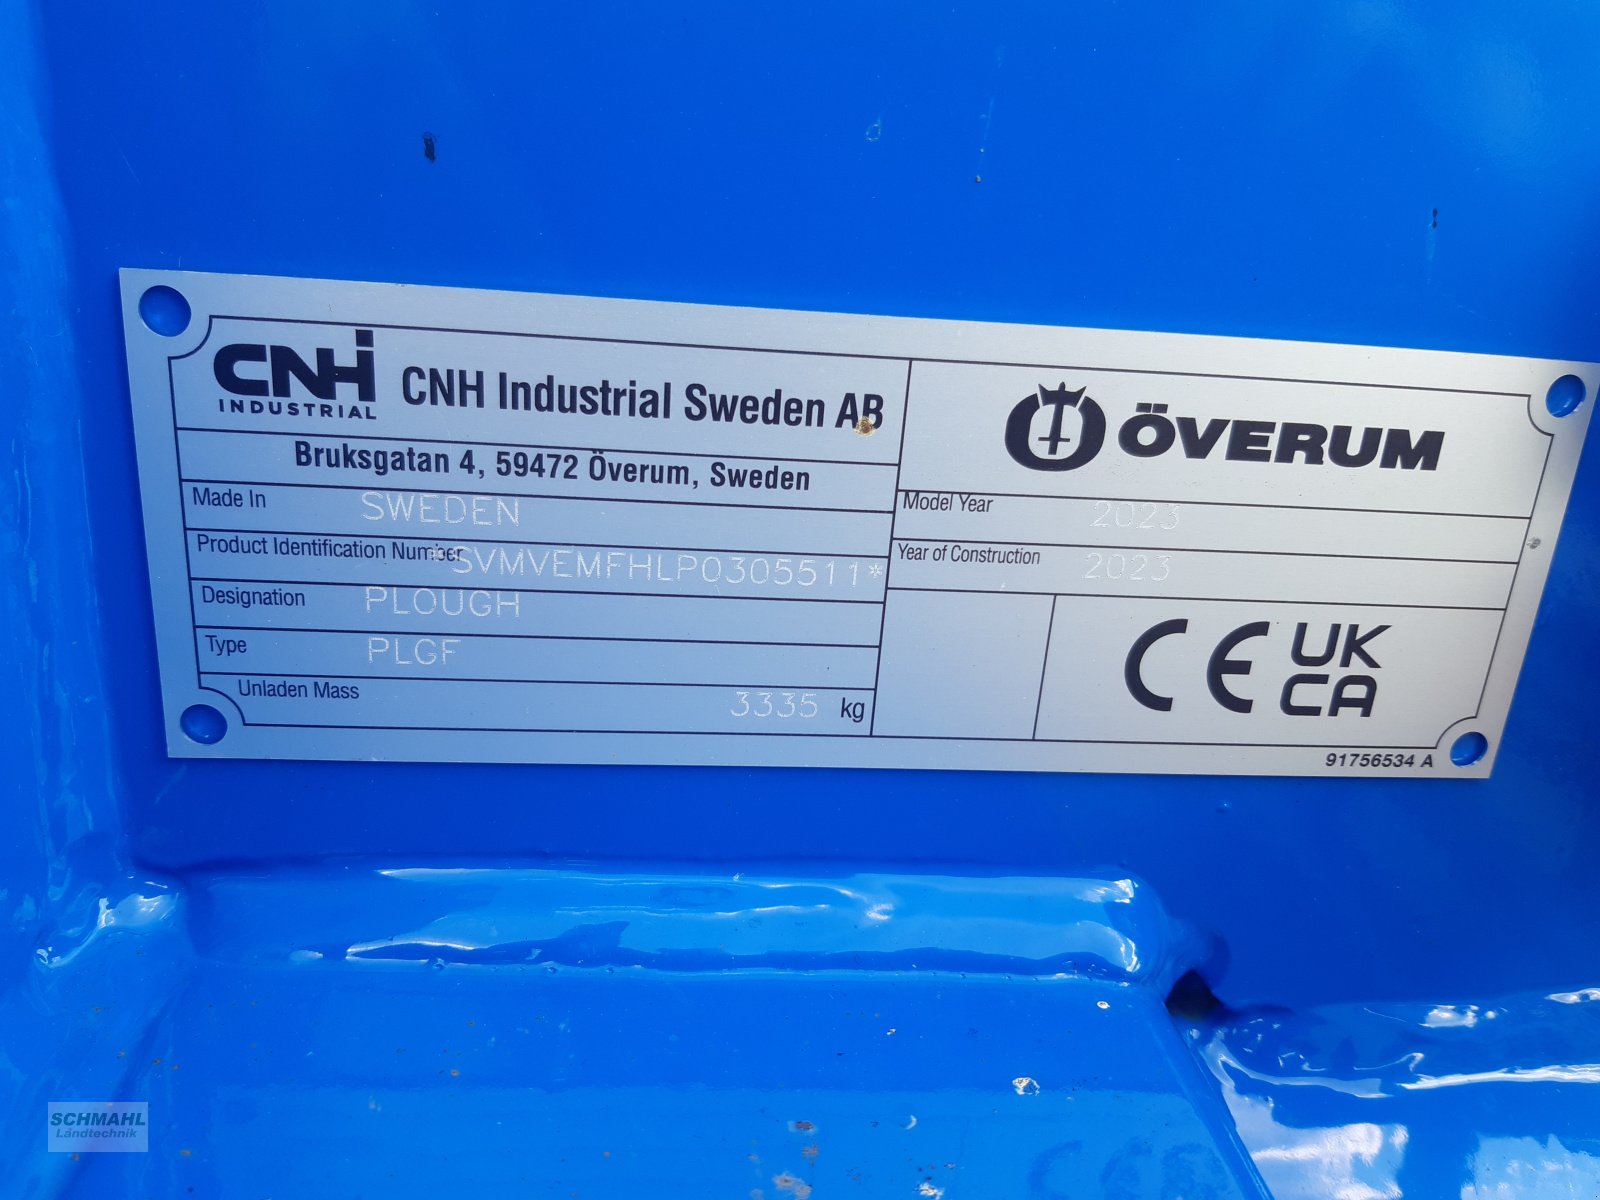 CNH
INDUSTRIAL
CNH Industrial Sweden AB
Bruksgatan 4, 59472 Överum, Sweden
Made In SWEDEN
Product Identification Number *SVMVEMFHLP0305511*
Designation PLOUGH
Type PLGF
Unladen Mass 3335 kg
ÖVERUM
Model Year 2023
Year of Construction 2023
CE UK
CA
91756534 A
SCHMAHL
Landtechnik